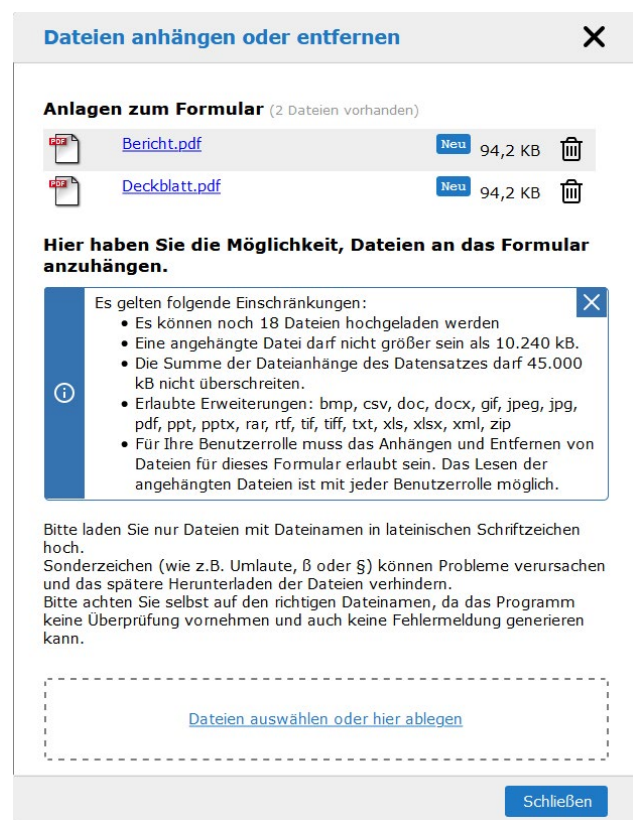 Dateien anhängen oder entfernen
Anlagen zum Formular (2 Dateien vorhanden)
PDF Bericht.pdf Neu 94,2 KB
PDF Deckblatt.pdf Neu 94,2 KB
Hier haben Sie die Möglichkeit, Dateien an das Formular
anzuhängen.
Es gelten folgende Einschränkungen:
• Es können noch 18 Dateien hochgeladen werden
• Eine angehängte Datei darf nicht größer sein als 10.240 kB.
• Die Summe der Dateianhänge des Datensatzes darf 45.000
kB nicht überschreiten.
• Erlaubte Erweiterungen: bmp, csv, doc, docx, gif, jpeg, jpg,
pdf, ppt, pptx, rar, rtf, tif, tiff, txt, xls, xlsx, xml, zip
• Für Ihre Benutzerrolle muss das Anhängen und Entfernen von
Dateien für dieses Formular erlaubt sein. Das Lesen der
angehängten Dateien ist mit jeder Benutzerrolle möglich.
Bitte laden Sie nur Dateien mit Dateinamen in lateinischen Schriftzeichen
hoch.
Sonderzeichen (wie z.B. Umlaute, ß oder §) können Probleme verursachen
und das spätere Herunterladen der Dateien verhindern.
Bitte achten Sie selbst auf den richtigen Dateinamen, da das Programm
keine Überprüfung vornehmen und auch keine Fehlermeldung generieren
kann.
Dateien auswählen oder hier ablegen
Schließen